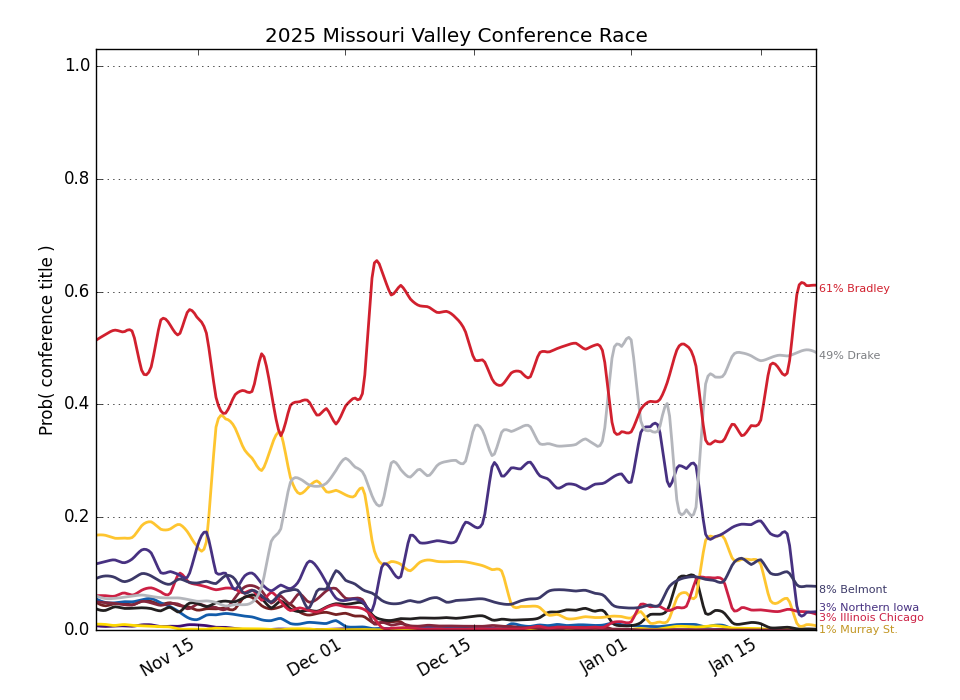 2025 Missouri Valley Conference Race
Prob( conference title )
1.0
0.8
0.6
0.4
0.2
0.0
61% Bradley
49% Drake
8% Belmont
3% Northern Iowa
3% Illinois Chicago
1% Murray St.
Nov 15
Dec 01
Dec 15
Jan 01
Jan 15